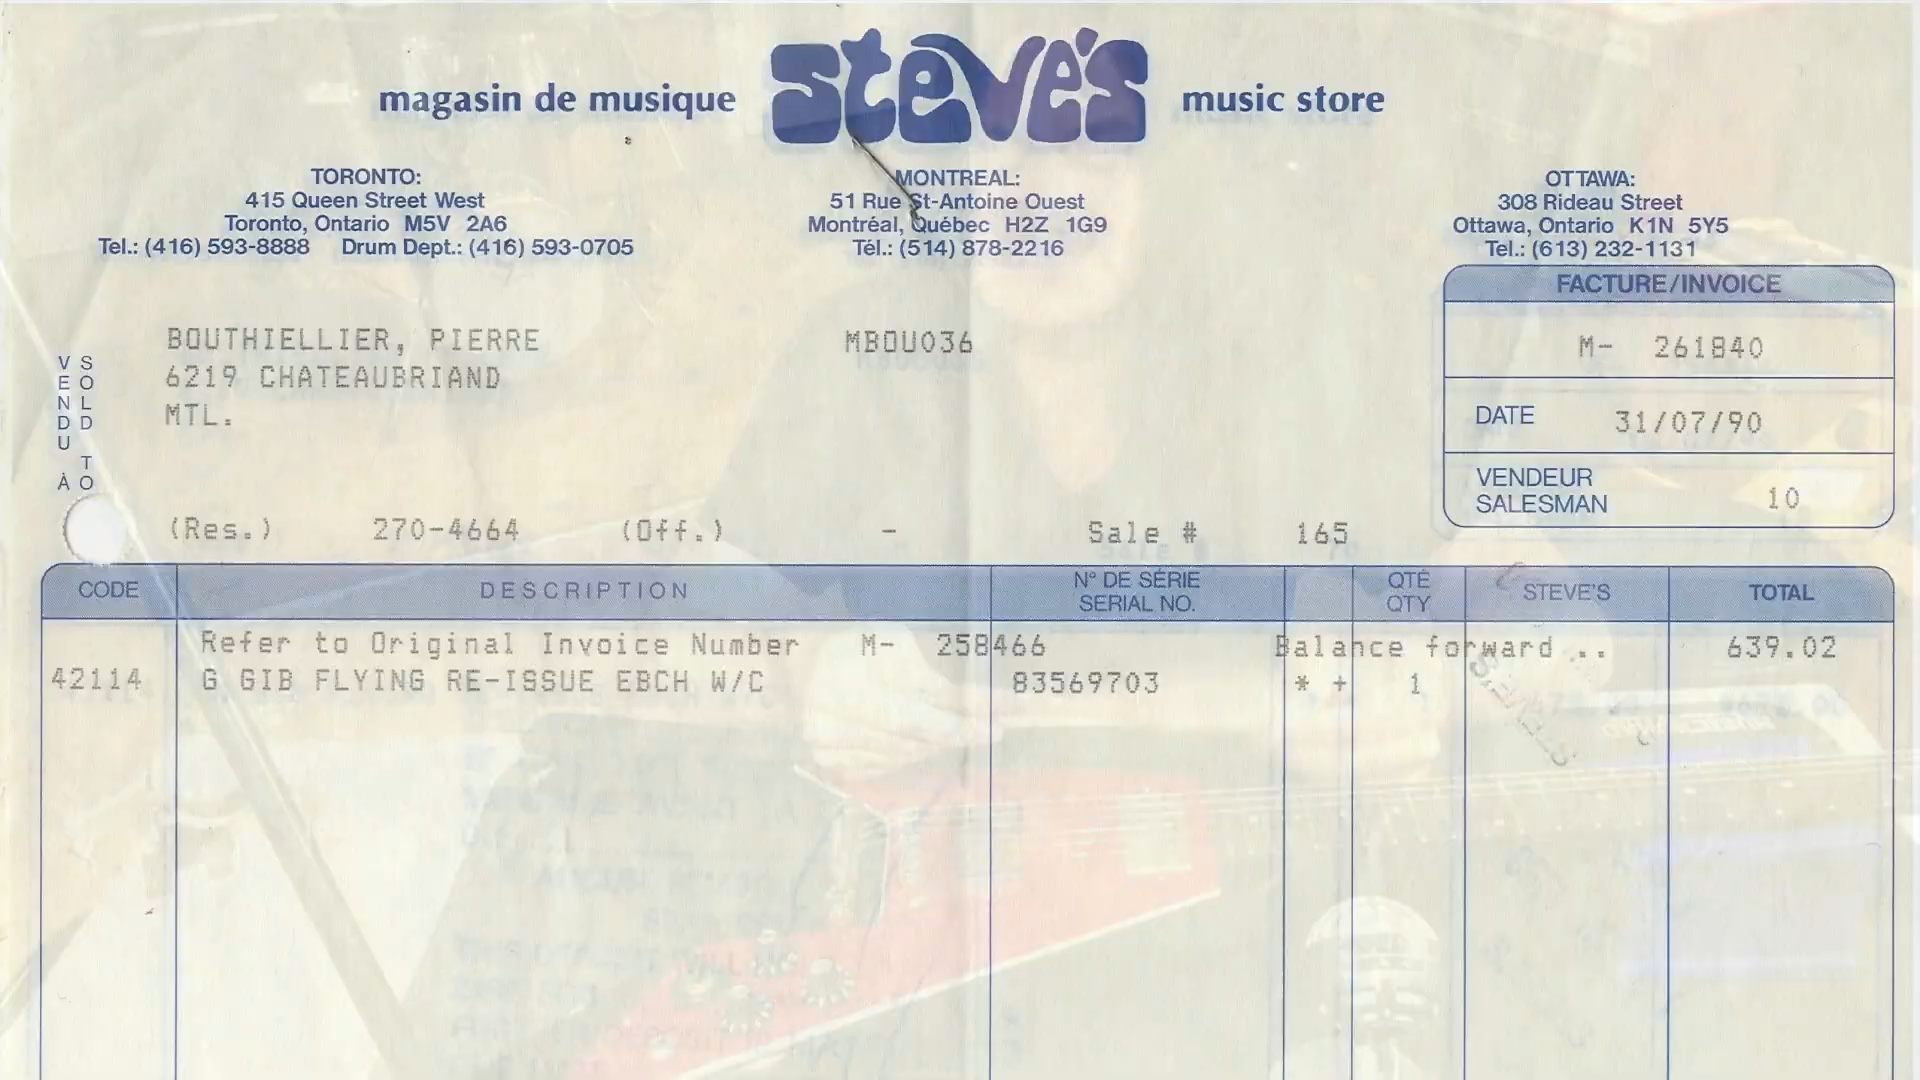 magasin de musique steve's music store
TORONTO:
415 Queen Street West
Toronto, Ontario M5V 2A6
Tel.: (416) 593-8888 Drum Dept.: (416) 593-0705
MONTREAL:
51 Rue St-Antoine Ouest
Montréal, Québec H2Z 1G9
Tél.: (514) 878-2216
OTTAWA:
308 Rideau Street
Ottawa, Ontario K1N 5Y5
Tel.: (613) 232-1131
FACTURE/INVOICE
M- 261840
DATE 31/07/90
VENDEUR
SALESMAN 10
VENDU À
SOLD TO
BOUTHIELLIER, PIERRE MBOU036
6219 CHATEAUBRIAND
MTL.
(Res.) 270-4664 (Off.) - Sale # 165
CODE DESCRIPTION N° DE SÉRIE SERIAL NO. QTÉ QTY STEVE'S TOTAL
Refer to Original Invoice Number M- 258466 Balance forward .. 639.02
42114 G GIB FLYING RE-ISSUE EBCH W/C 83569703 * + 1